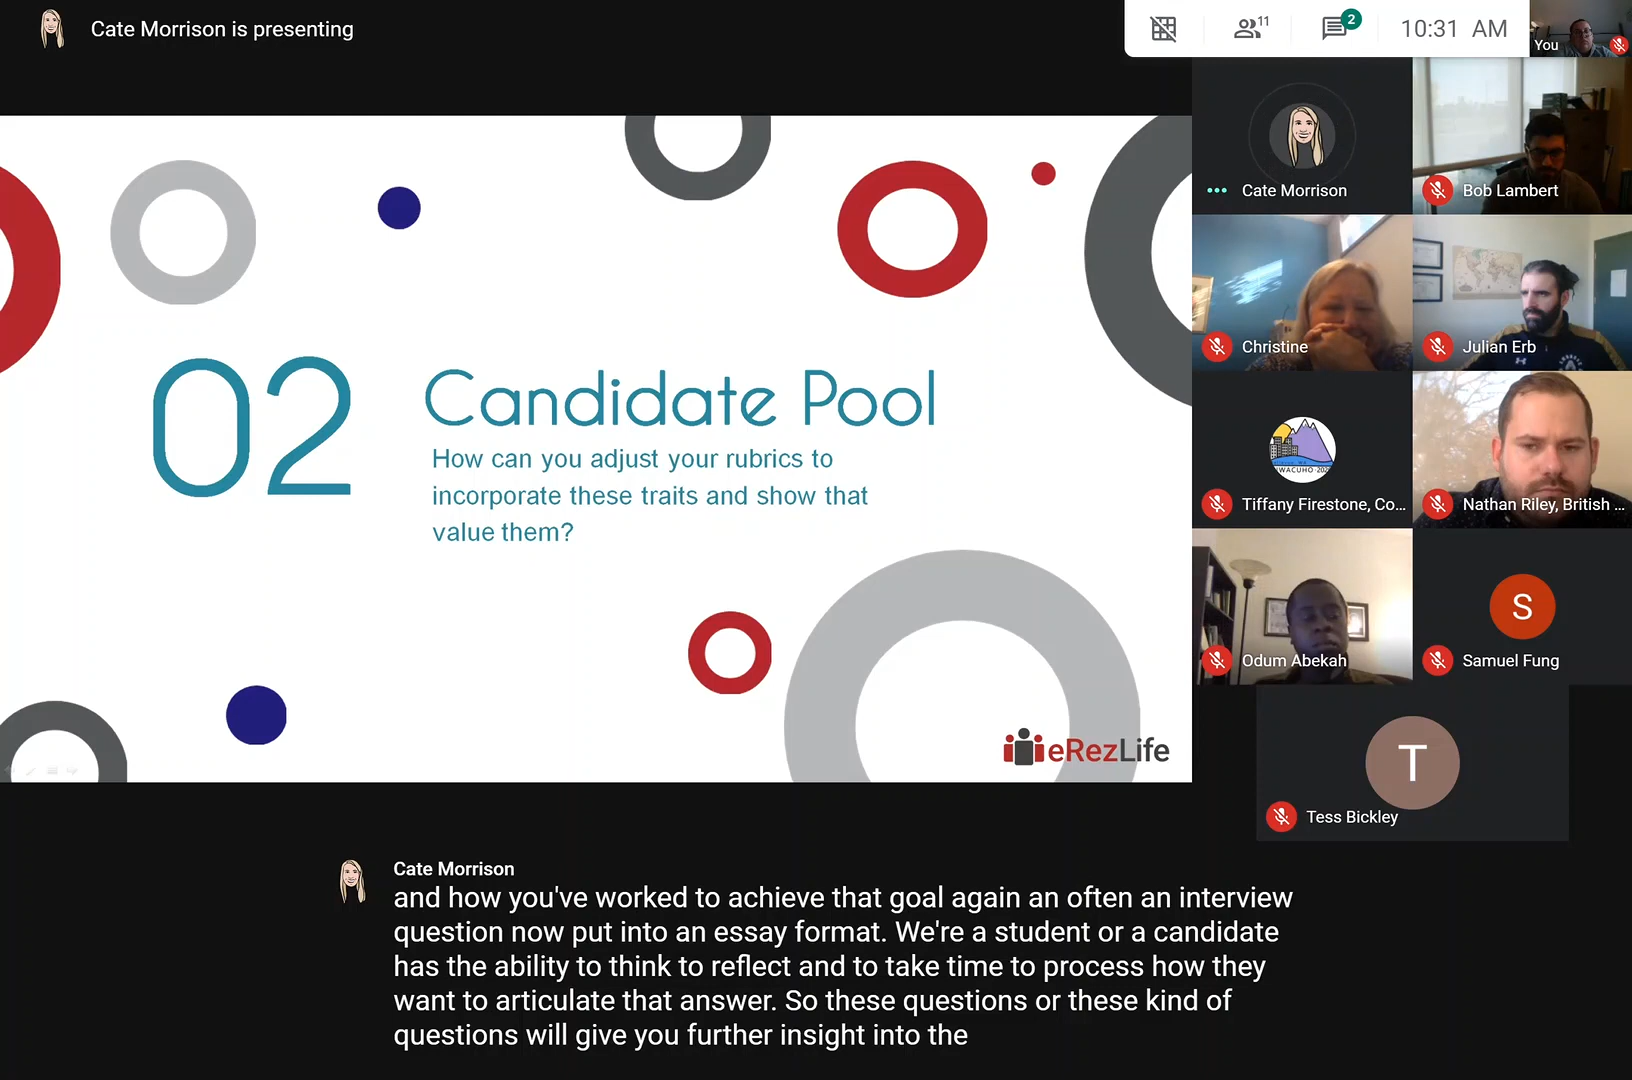 Cate Morrison is presenting
11
2
10:31 AM
You
Cate Morrison
Bob Lambert
Christine
Julian Erb
Tiffany Firestone, Co...
Nathan Riley, British ...
Odum Abekah
Samuel Fung
S
T
Tess Bickley
02
Candidate Pool
How can you adjust your rubrics to
incorporate these traits and show that
value them?
eRezLife
Cate Morrison
and how you've worked to achieve that goal again an often an interview
question now put into an essay format. We're a student or a candidate
has the ability to think to reflect and to take time to process how they
want to articulate that answer. So these questions or these kind of
questions will give you further insight into the